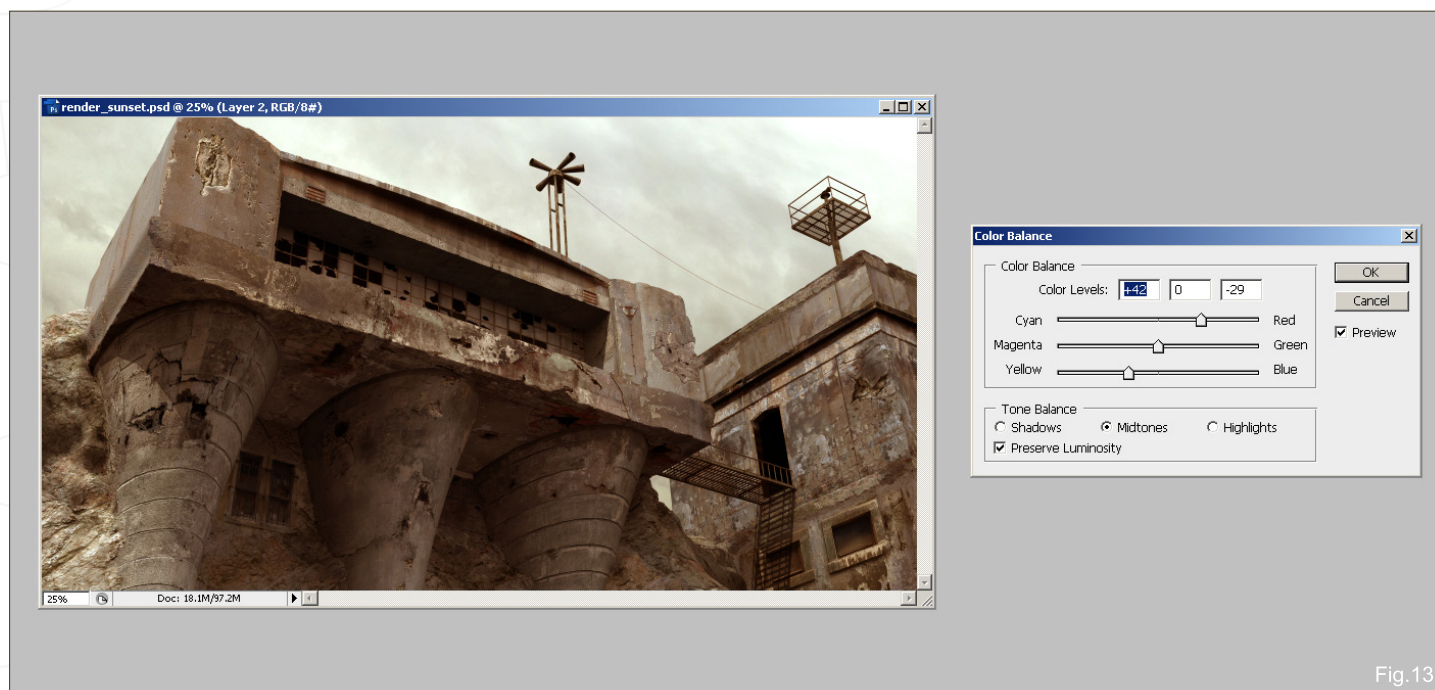 render_sunset.psd @ 25% (Layer 2, RGB/8#)
25%
Doc: 18.1M/97.2M
Color Balance
Color Balance
Color Levels: +42 0 -29
Cyan Red
Magenta Green
Yellow Blue
Tone Balance
Shadows Midtones Highlights
Preserve Luminosity
OK
Cancel
Preview
Fig.13